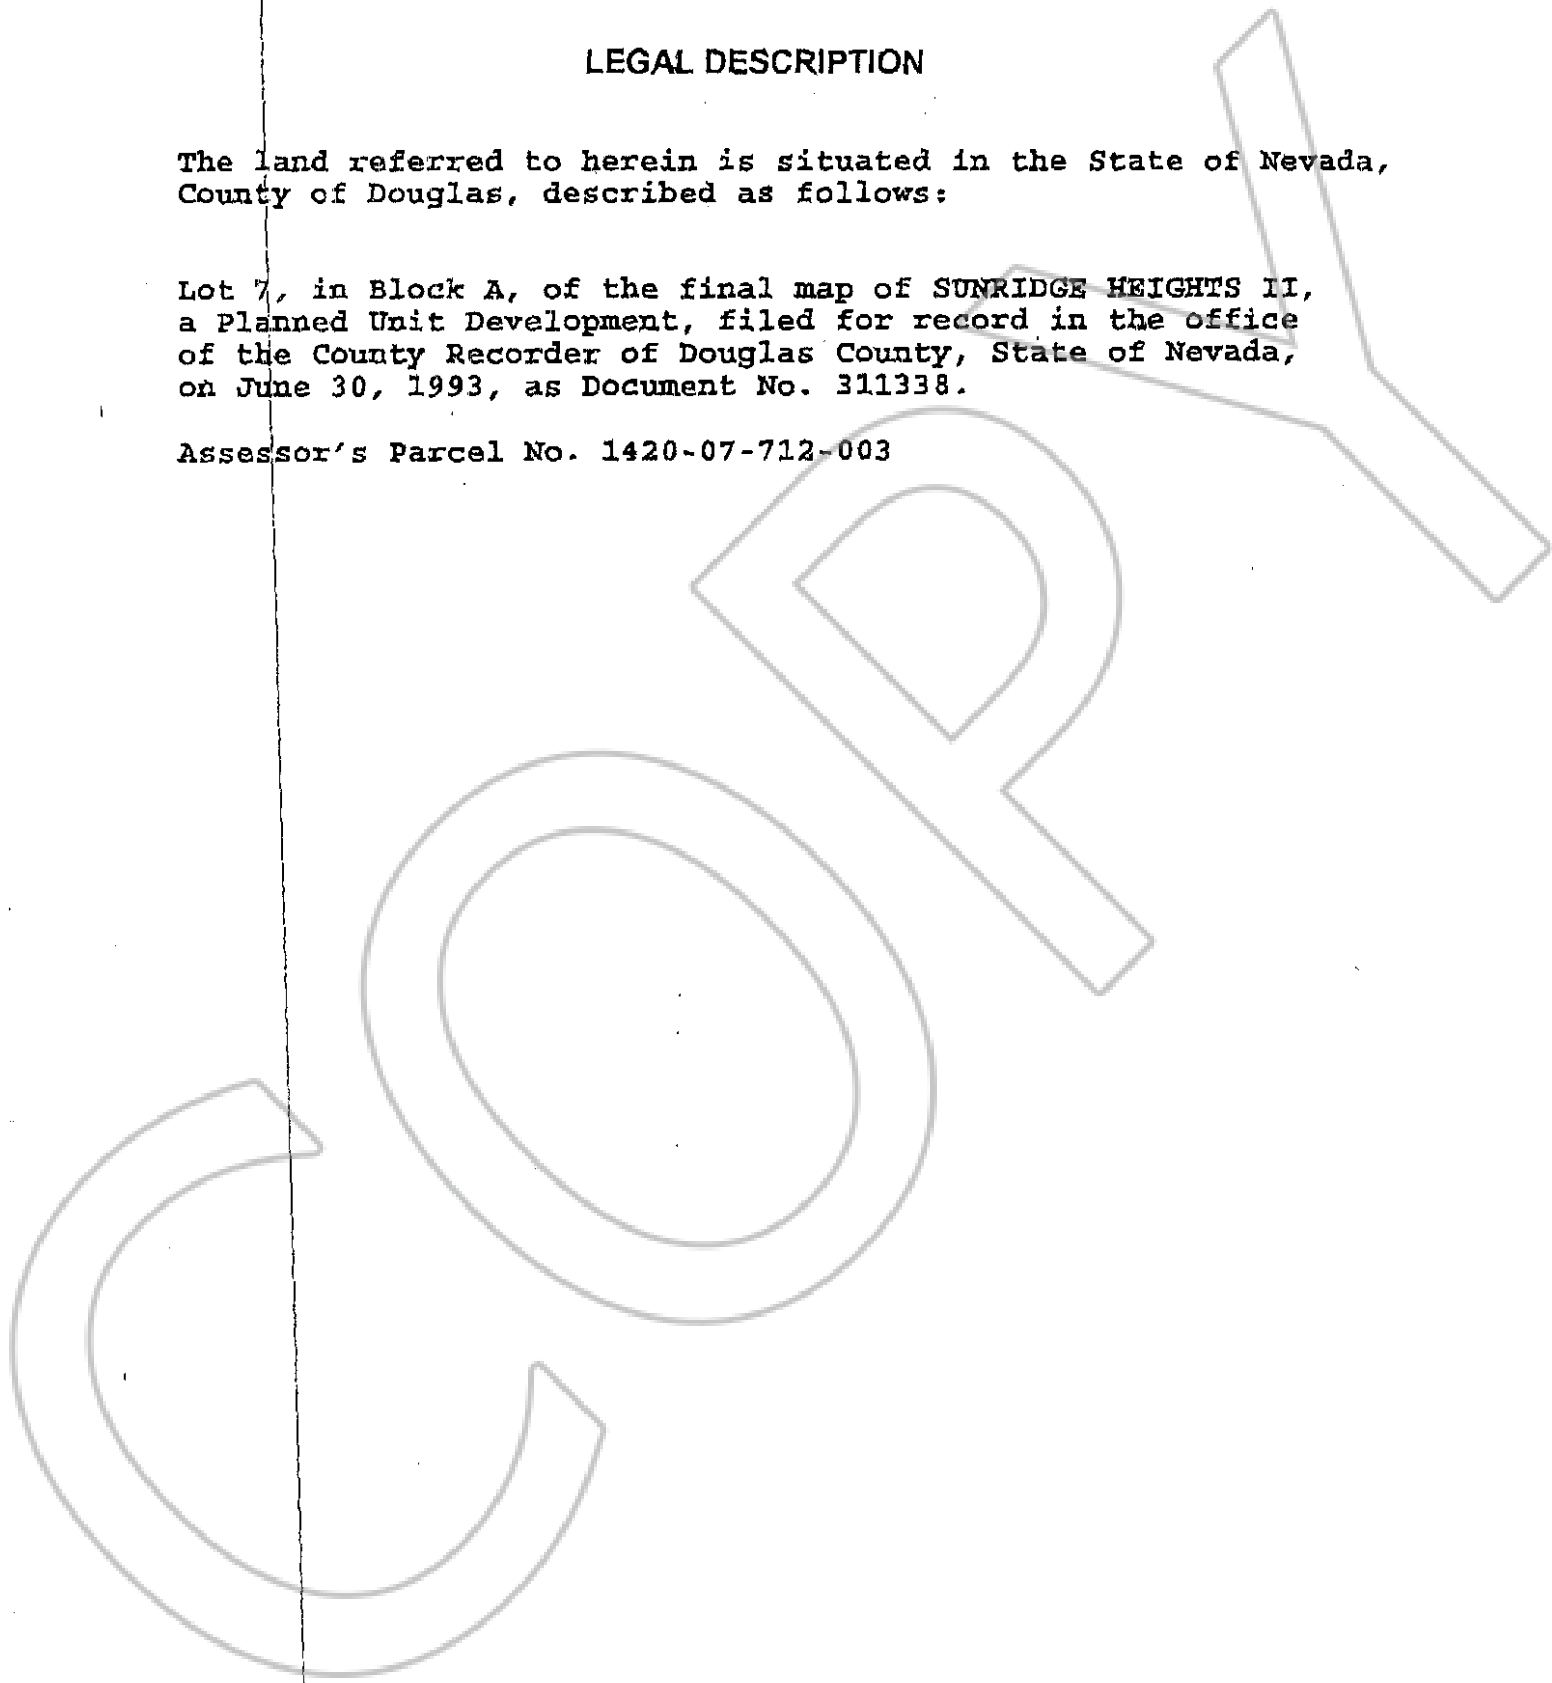 LEGAL DESCRIPTION
The land referred to herein is situated in the State of Nevada,
County of Douglas, described as follows:
Lot 7, in Block A, of the final map of SUNRIDGE HEIGHTS II,
a Planned Unit Development, filed for record in the office
of the County Recorder of Douglas County, State of Nevada,
on June 30, 1993, as Document No. 311338.
Assessor's Parcel No. 1420-07-712-003
COPY